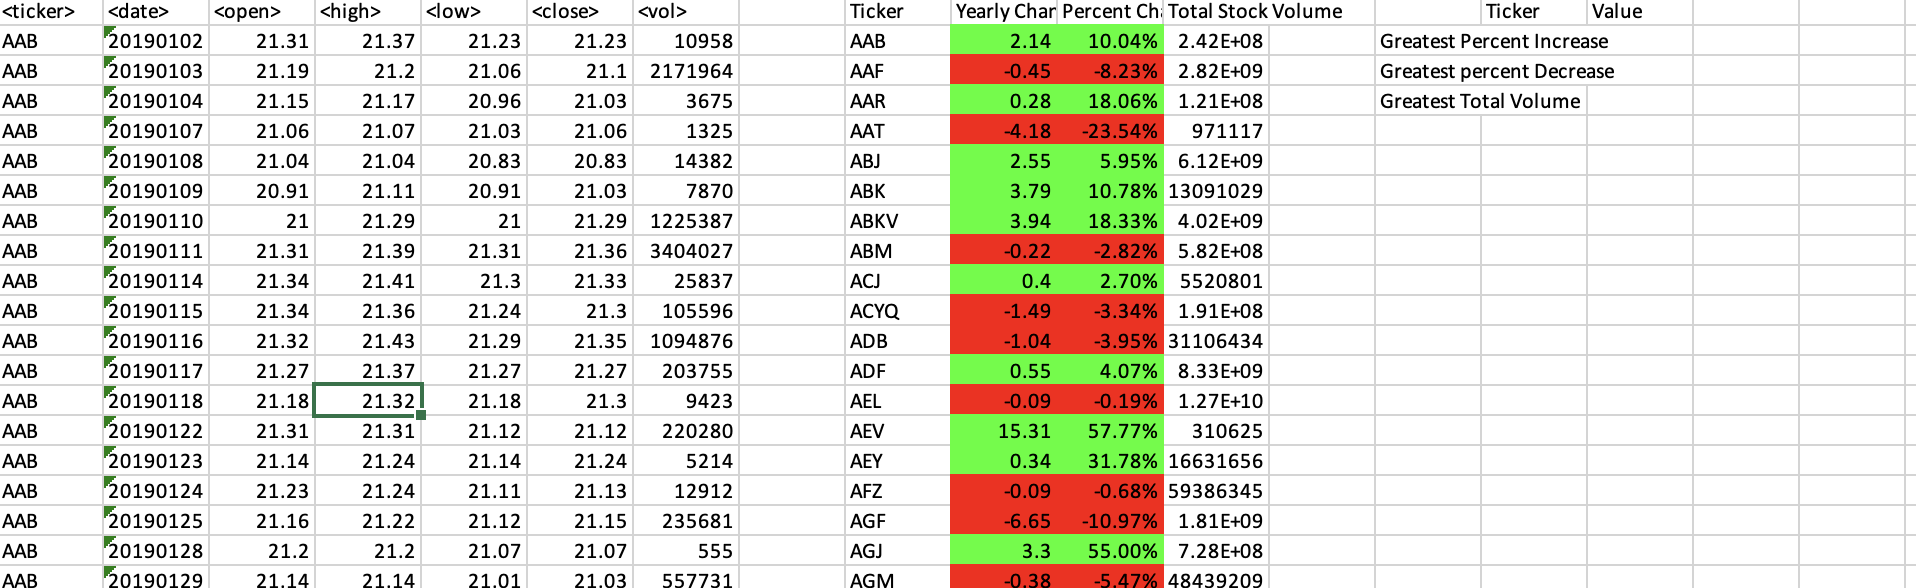 <ticker> <date> <open> <high> <low> <close> <vol> Ticker Yearly Char Percent Ch Total Stock Volume Ticker Value
AAB 20190102 21.31 21.37 21.23 21.23 10958 AAB 2.14 10.04% 2.42E+08 Greatest Percent Increase
AAB 20190103 21.19 21.2 21.06 21.1 2171964 AAF -0.45 -8.23% 2.82E+09 Greatest percent Decrease
AAB 20190104 21.15 21.17 20.96 21.03 3675 AAR 0.28 18.06% 1.21E+08 Greatest Total Volume
AAB 20190107 21.06 21.07 21.03 21.06 1325 AAT -4.18 -23.54% 971117
AAB 20190108 21.04 21.04 20.83 20.83 14382 ABJ 2.55 5.95% 6.12E+09
AAB 20190109 20.91 21.11 20.91 21.03 7870 ABK 3.79 10.78% 13091029
AAB 20190110 21 21.29 21 21.29 1225387 ABKV 3.94 18.33% 4.02E+09
AAB 20190111 21.31 21.39 21.31 21.36 3404027 ABM -0.22 -2.82% 5.82E+08
AAB 20190114 21.34 21.41 21.3 21.33 25837 ACJ 0.4 2.70% 5520801
AAB 20190115 21.34 21.36 21.24 21.3 105596 ACYQ -1.49 -3.34% 1.91E+08
AAB 20190116 21.32 21.43 21.29 21.35 1094876 ADB -1.04 -3.95% 31106434
AAB 20190117 21.27 21.37 21.27 21.27 203755 ADF 0.55 4.07% 8.33E+09
AAB 20190118 21.18 21.32 21.18 21.3 9423 AEL -0.09 -0.19% 1.27E+10
AAB 20190122 21.31 21.31 21.12 21.12 220280 AEV 15.31 57.77% 310625
AAB 20190123 21.14 21.24 21.14 21.24 5214 AEY 0.34 31.78% 16631656
AAB 20190124 21.23 21.24 21.11 21.13 12912 AFZ -0.09 -0.68% 59386345
AAB 20190125 21.16 21.22 21.12 21.15 235681 AGF -6.65 -10.97% 1.81E+09
AAB 20190128 21.2 21.2 21.07 21.07 555 AGJ 3.3 55.00% 7.28E+08
AAB 20190129 21.14 21.14 21.01 21.03 557731 AGM -0.38 -5.47% 48439209